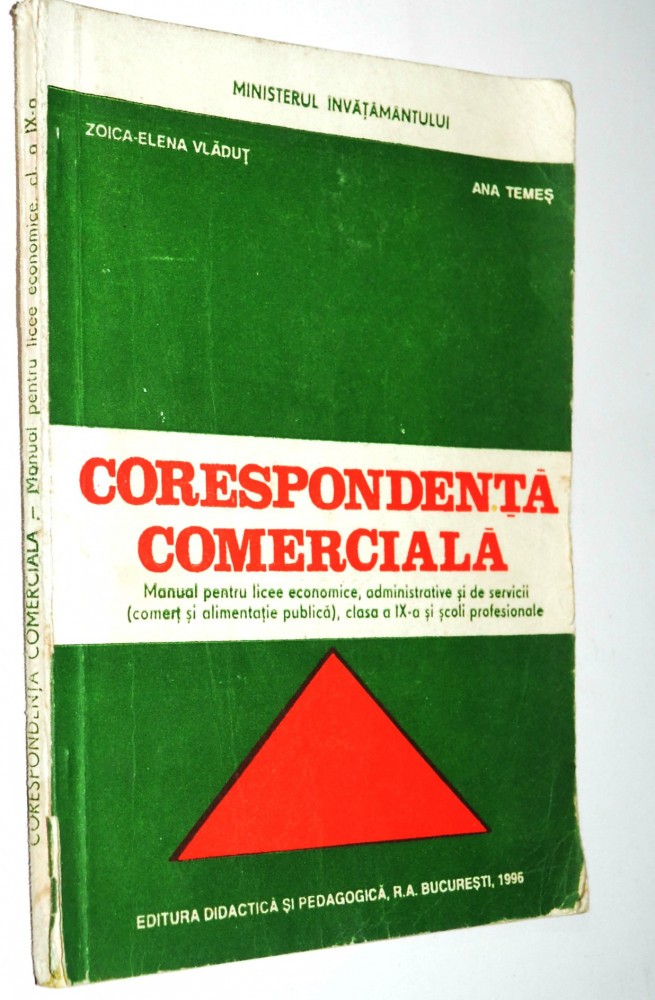 MINISTERUL ÎNVĂȚĂMÂNTULUI
ZOICA-ELENA VLĂDUȚ
ANA TEMEȘ
CORESPONDENȚĂ
COMERCIALĂ
Manual pentru licee economice, administrative și de servicii
(comerț și alimentație publică), clasa a IX-a și școli profesionale
EDITURA DIDACTICĂ ȘI PEDAGOGICĂ, R.A. BUCUREȘTI, 1996
CORESPONDENȚA COMERCIALA – Manual pentru licee economice, cl. a IX-a